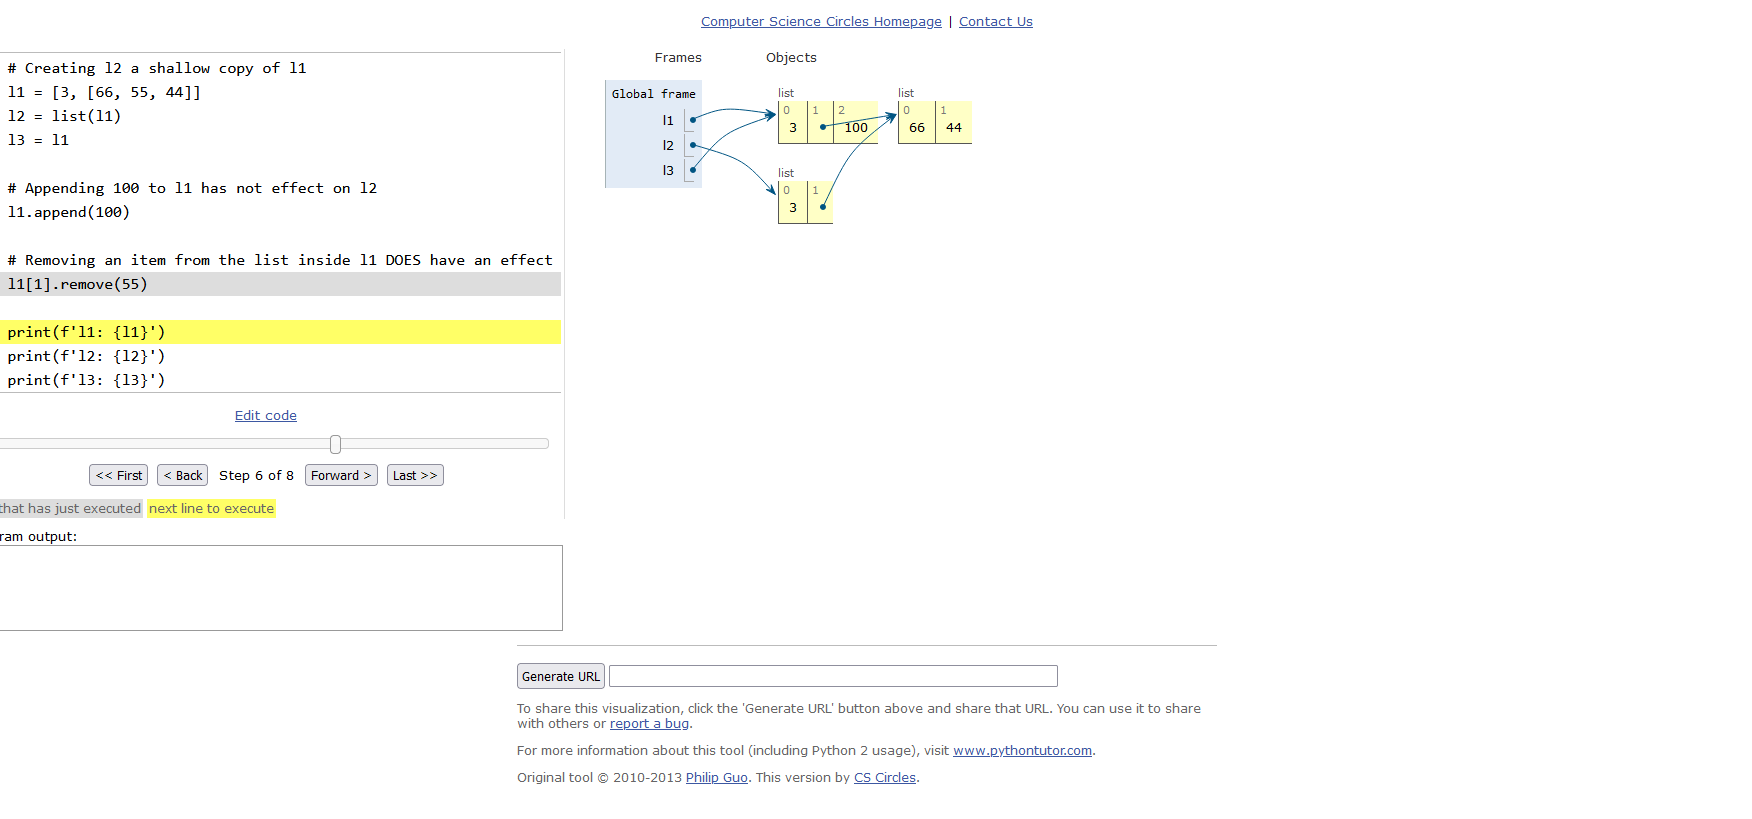 Computer Science Circles Homepage | Contact Us
# Creating l2 a shallow copy of l1
l1 = [3, [66, 55, 44]]
l2 = list(l1)
l3 = l1
# Appending 100 to l1 has not effect on l2
l1.append(100)
# Removing an item from the list inside l1 DOES have an effect
l1[1].remove(55)
print(f'l1: {l1}')
print(f'l2: {l2}')
print(f'l3: {l3}')
Edit code
<< First < Back Step 6 of 8 Forward > Last >>
that has just executed next line to execute
ram output:
Frames Objects
Global frame
l1
l2
l3
list
0 1 2
3 100
list
0 1
66 44
list
0 1
3
Generate URL
To share this visualization, click the 'Generate URL' button above and share that URL. You can use it to share
with others or report a bug.
For more information about this tool (including Python 2 usage), visit www.pythontutor.com.
Original tool © 2010-2013 Philip Guo. This version by CS Circles.